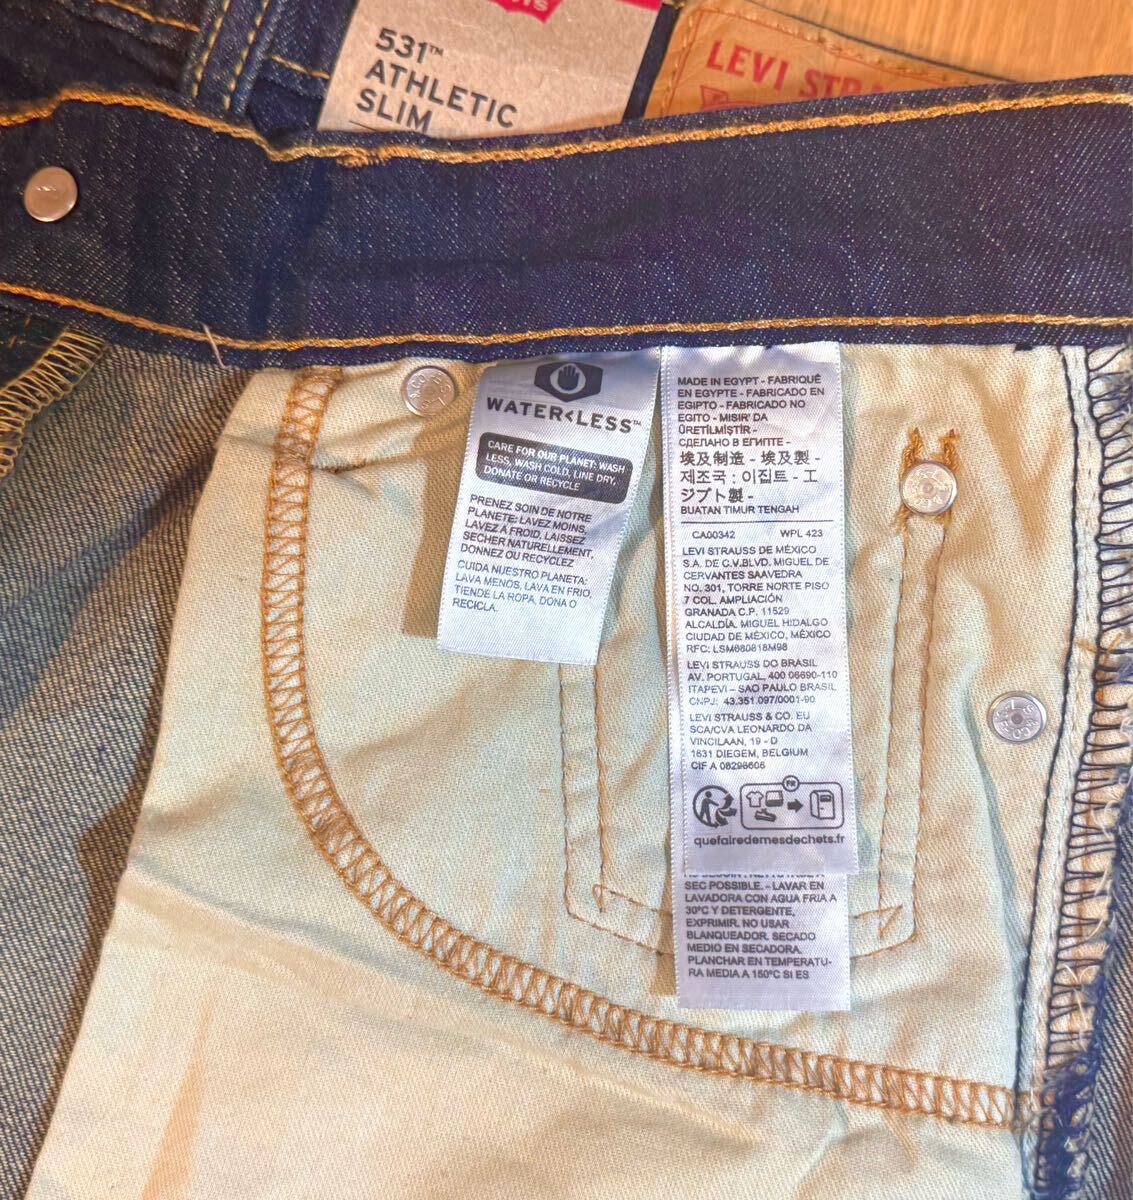 531™
ATHLETIC
SLIM
LEVI STRA
WATER<LESS™
CARE FOR OUR PLANET: WASH
LESS, WASH COLD, LINE DRY,
DONATE OR RECYCLE
PRENEZ SOIN DE NOTRE
PLANÈTE: LAVEZ MOINS,
LAVEZ À FROID, LAISSEZ
SECHER NATURELLEMENT,
DONNEZ OU RECYCLEZ
CUIDA NUESTRO PLANETA:
LAVA MENOS, LAVA EN FRIO,
TIENDE LA ROPA, DONA O
RECICLA.
MADE IN EGYPT - FABRIQUÉ
EN EGYPTE - FABRICADO EN
EGIPTO - FABRICADO NO
EGITO - MISIR' DA
ÜRETİLMİŞTİR -
СДЕЛАНО В ЕГИПТЕ -
埃及制造 - 埃及製 -
제조국 : 이집트 - エ
ジプト製 -
BUATAN TIMUR TENGAH
CA00342 WPL 423
LEVI STRAUSS DE MÉXICO
S.A. DE C.V.BLVD. MIGUEL DE
CERVANTES SAAVEDRA
NO. 301, TORRE NORTE PISO
7 COL. AMPLIACIÓN
GRANADA C.P. 11529
ALCALDÍA. MIGUEL HIDALGO
CIUDAD DE MÉXICO, MÉXICO
RFC: LSM680818M98
LEVI STRAUSS DO BRASIL
AV. PORTUGAL, 400 06690-110
ITAPEVI – SAO PAULO BRASIL
CNPJ: 43.351.097/0001-90
LEVI STRAUSS & CO. EU
SCA/CVA LEONARDO DA
VINCILAAN, 19 - D
1831 DIEGEM, BELGIUM
CIF A 08298606
FR
quefairedemesdechets.fr
SEC POSSIBLE. - LAVAR EN
LAVADORA CON AGUA FRIA A
30°C Y DETERGENTE,
EXPRIMIR. NO USAR
BLANQUEADOR. SECADO
MEDIO EN SECADORA.
PLANCHAR EN TEMPERATU-
RA MEDIA A 150°C SI ES